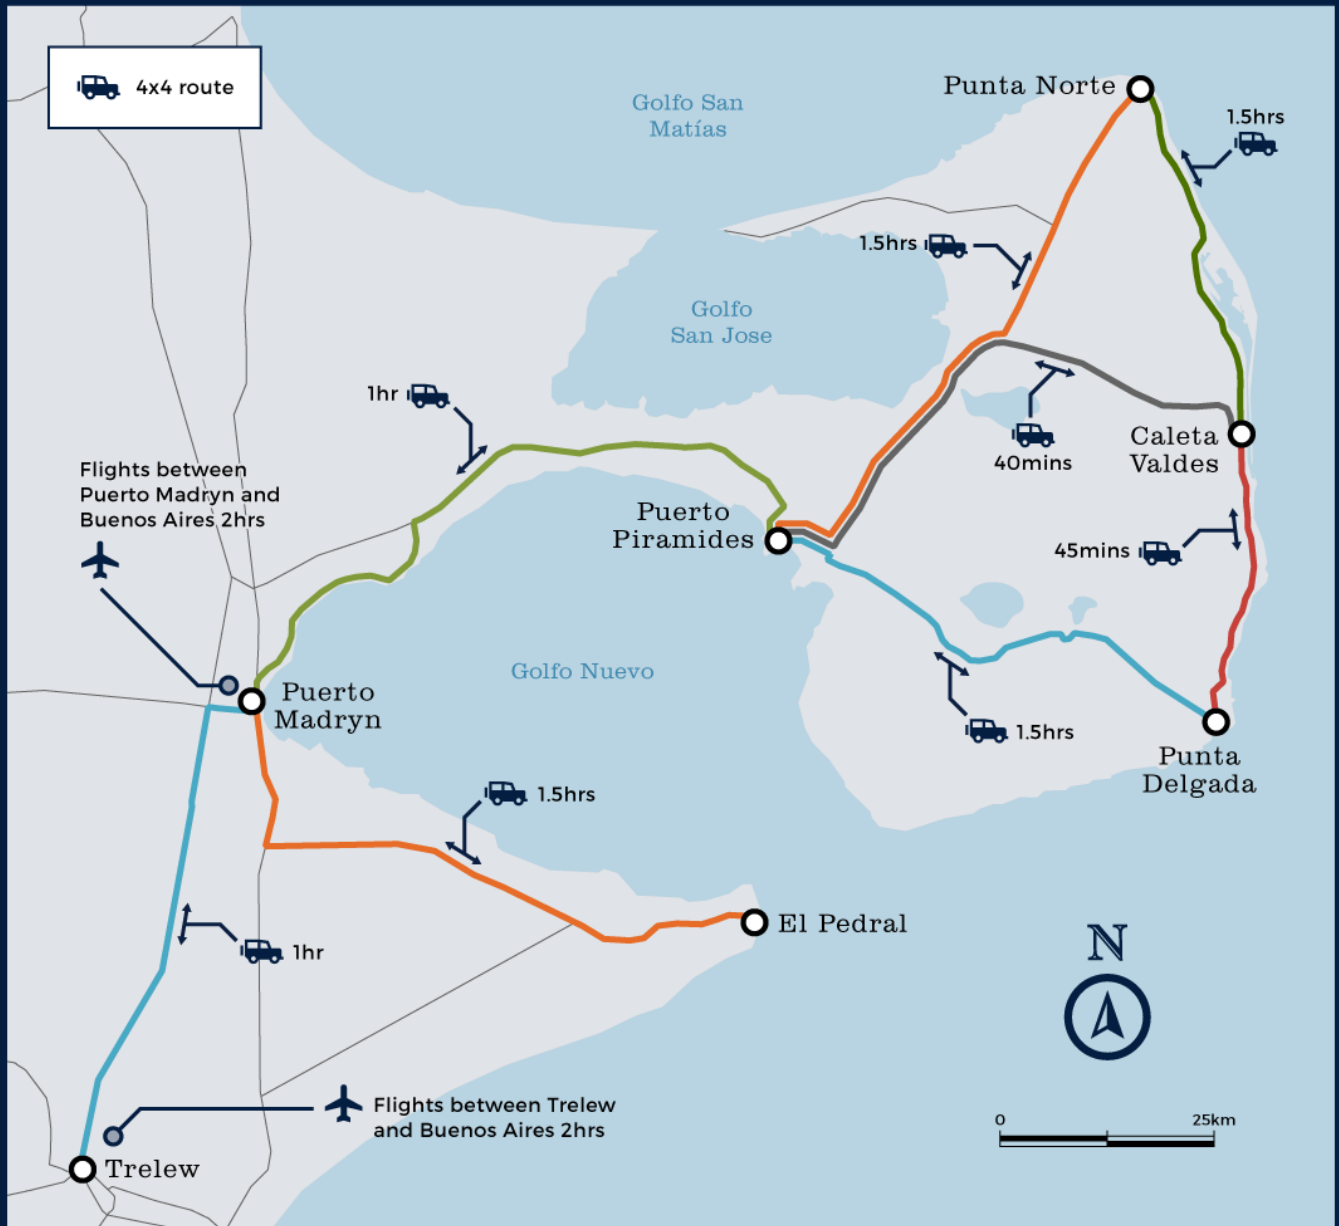 4x4 route
Golfo San
Matías
Punta Norte
1.5hrs
1.5hrs
Golfo
San Jose
1hr
40mins
Caleta
Valdes
Flights between
Puerto Madryn and
Buenos Aires 2hrs
Puerto
Piramides
45mins
Golfo Nuevo
Puerto
Madryn
1.5hrs
Punta
Delgada
1.5hrs
El Pedral
N
1hr
Flights between Trelew
and Buenos Aires 2hrs
0 25km
Trelew